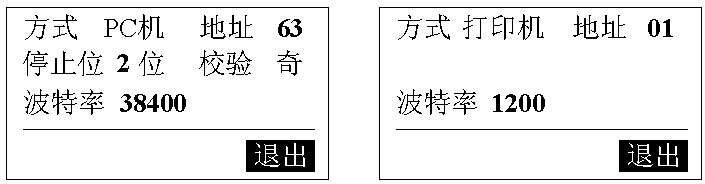 方式 PC机 地址 63
停止位 2 位 校验 奇
波特率 38400
退出
方式 打印机 地址 01
波特率 1200
退出